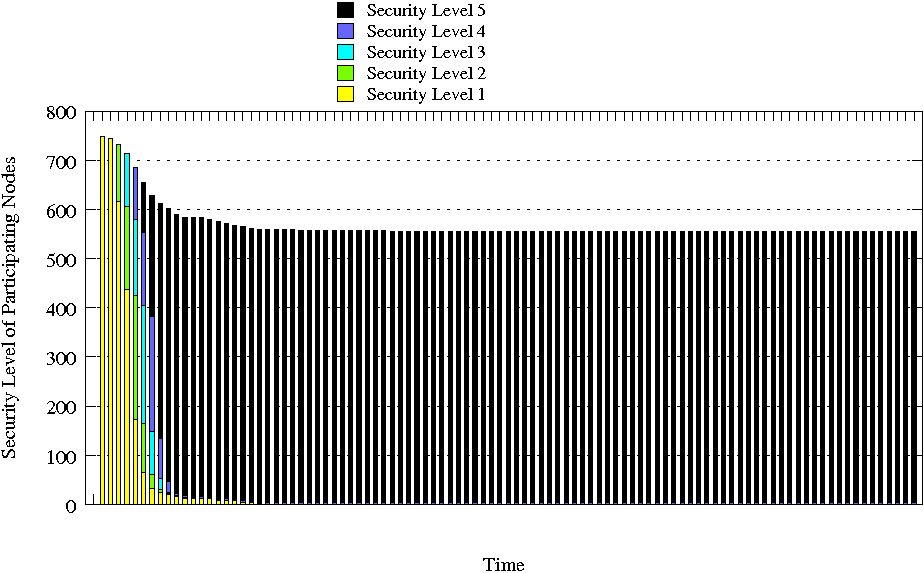 Security Level 5
Security Level 4
Security Level 3
Security Level 2
Security Level 1
800
700
600
500
400
300
200
100
0
Security Level of Participating Nodes
Time